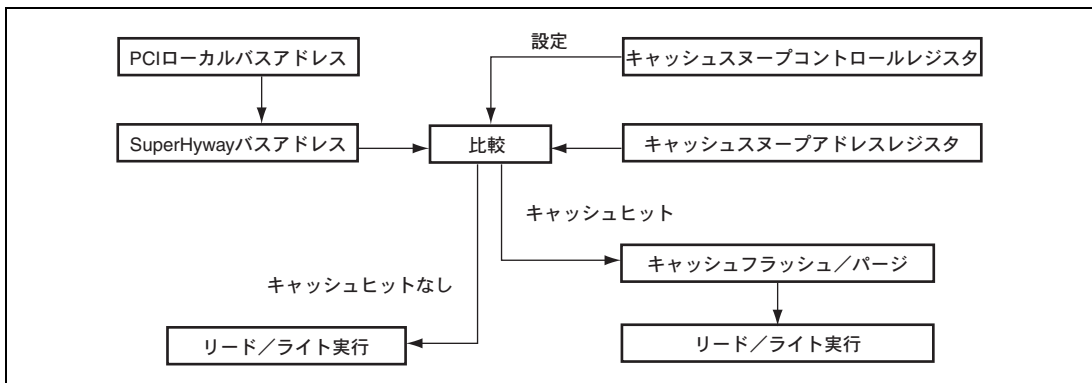 設定
PCIローカルバスアドレス
キャッシュスヌープコントロールレジスタ
SuperHywayバスアドレス
比較
キャッシュスヌープアドレスレジスタ
キャッシュヒット
キャッシュフラッシュ/パージ
キャッシュヒットなし
リード/ライト実行
リード/ライト実行